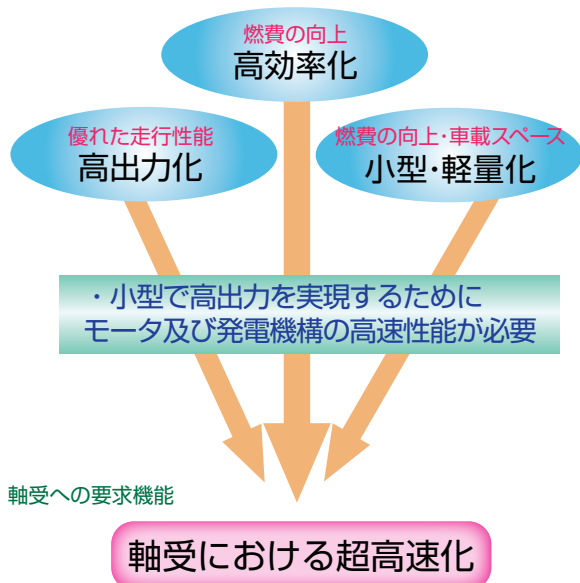 燃費の向上
高効率化
優れた走行性能
高出力化
燃費の向上・車載スペース
小型・軽量化
・小型で高出力を実現するために
モータ及び発電機構の高速性能が必要
軸受への要求機能
軸受における超高速化